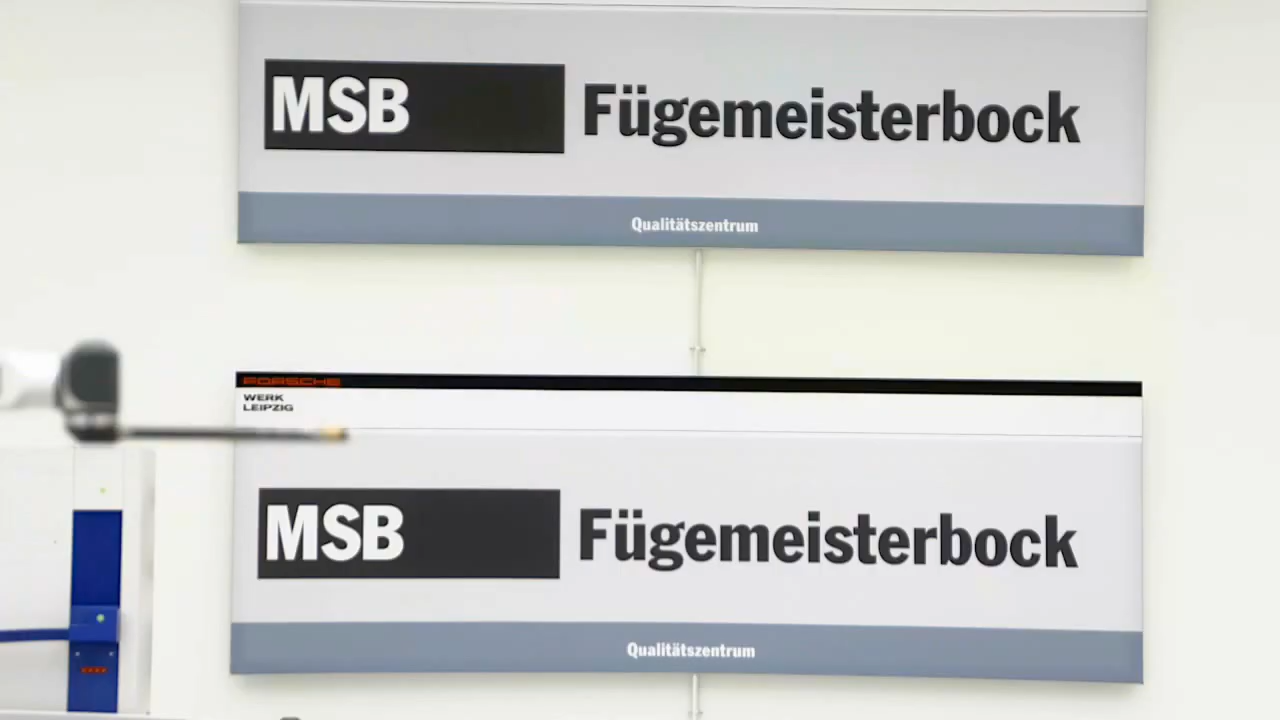 MSB Fügemeisterbock
Qualitätszentrum
PORSCHE
WERK
LEIPZIG
MSB Fügemeisterbock
Qualitätszentrum